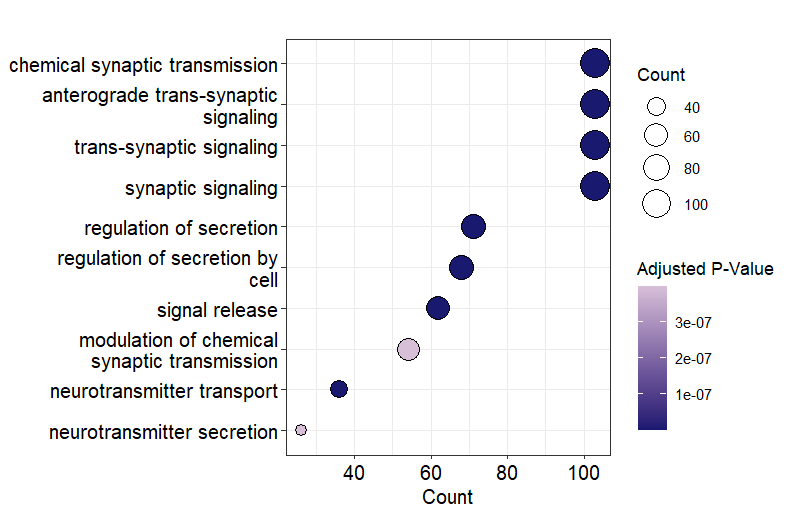 chemical synaptic transmission
anterograde trans-synaptic
signaling
trans-synaptic signaling
synaptic signaling
regulation of secretion
regulation of secretion by
cell
signal release
modulation of chemical
synaptic transmission
neurotransmitter transport
neurotransmitter secretion
40
60
80
100
Count
Count
40
60
80
100
Adjusted P-Value
3e-07
2e-07
1e-07